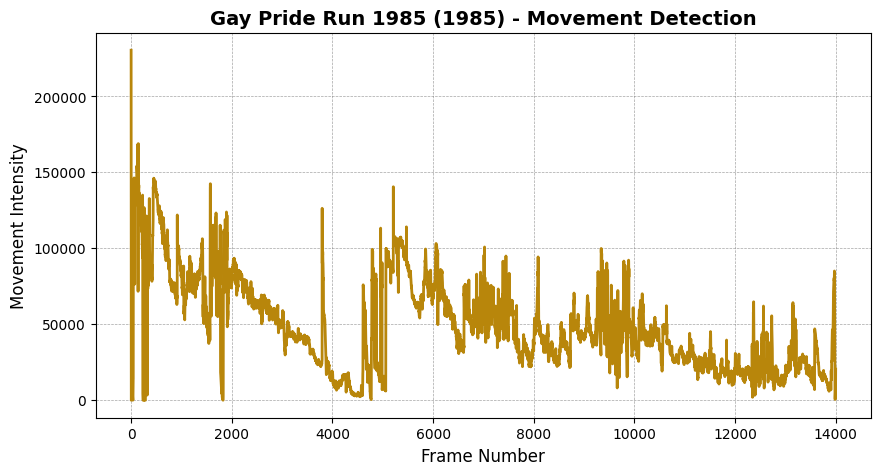 Gay Pride Run 1985 (1985) - Movement Detection
Movement Intensity
200000
150000
100000
50000
0
0 2000 4000 6000 8000 10000 12000 14000
Frame Number